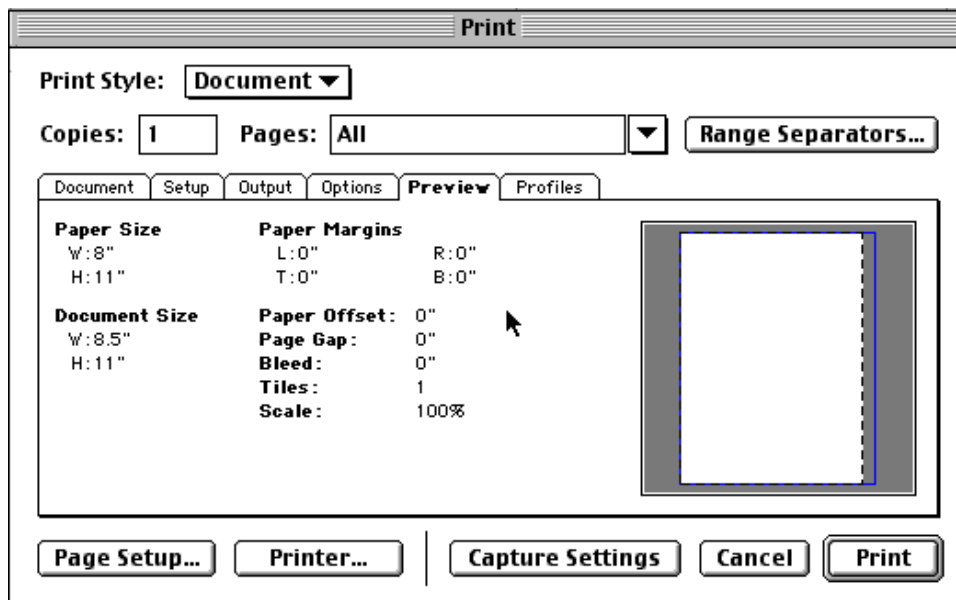 Print
Print Style: Document
Copies: 1 Pages: All Range Separators...
Document Setup Output Options Preview Profiles
Paper Size Paper Margins
W:8" L:0" R:0"
H:11" T:0" B:0"
Document Size Paper Offset: 0"
W:8.5" Page Gap: 0"
H:11" Bleed: 0"
Tiles: 1
Scale: 100%
Page Setup... Printer... Capture Settings Cancel Print